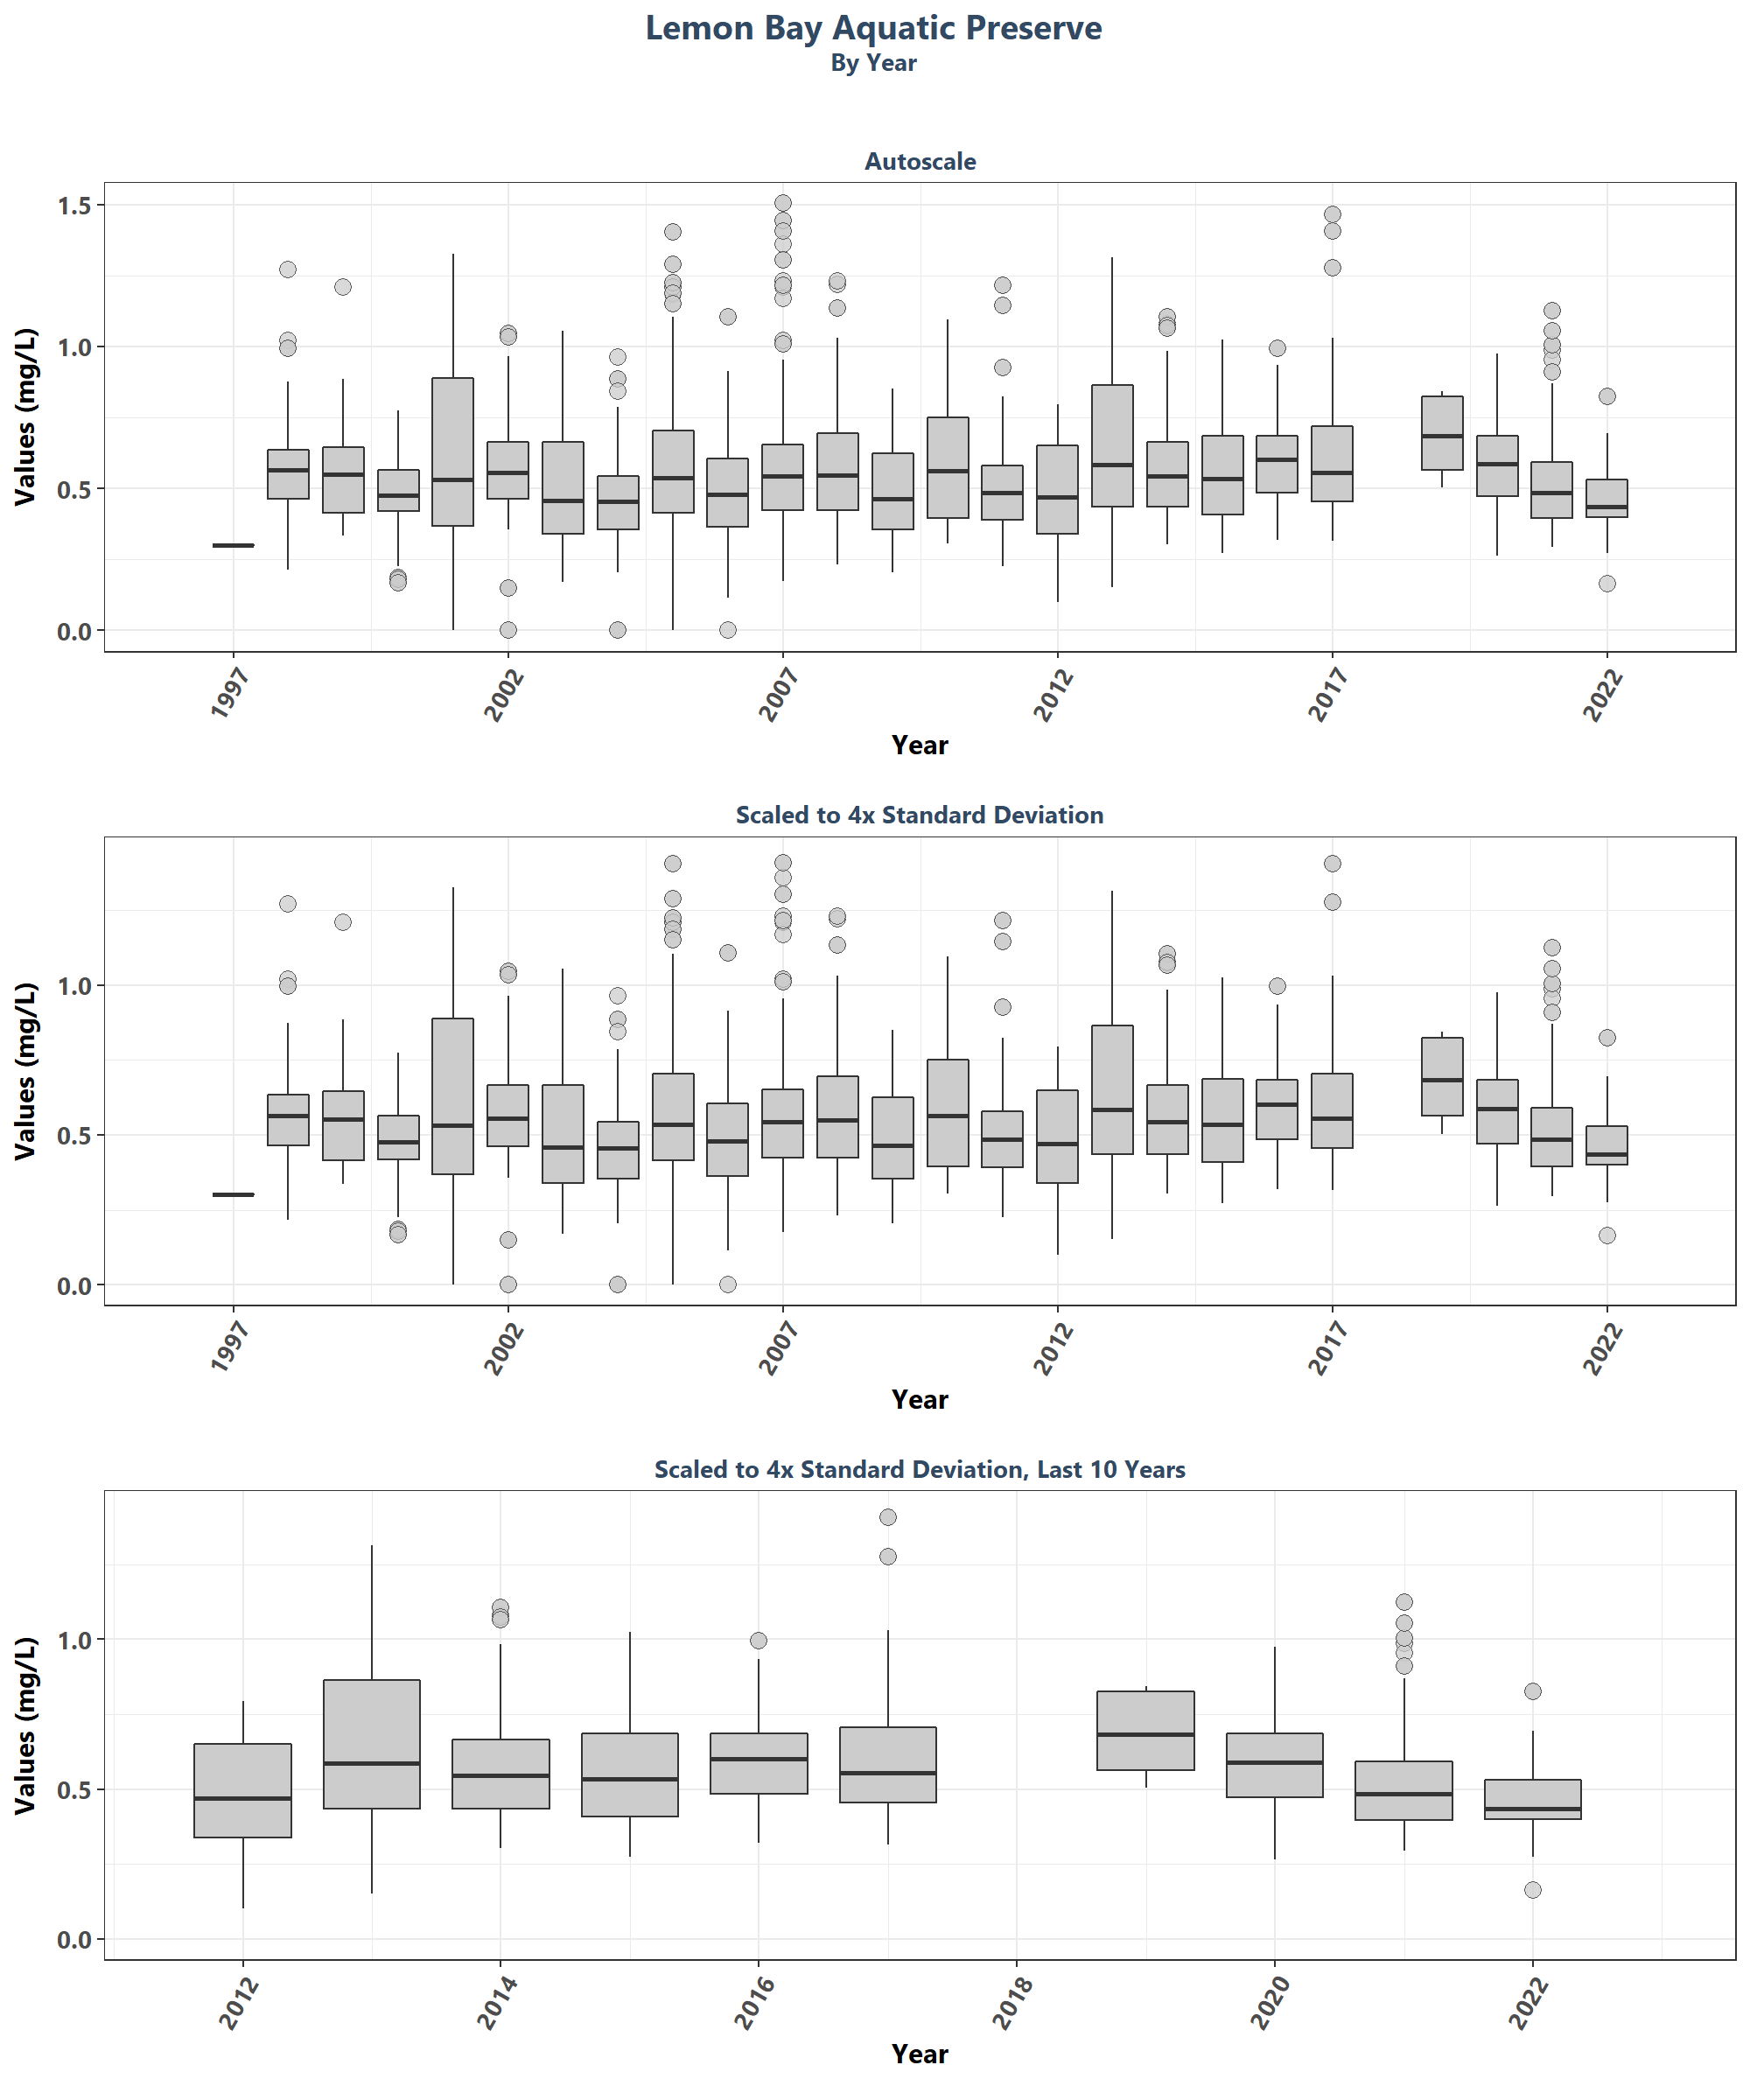 Lemon Bay Aquatic Preserve
By Year
Autoscale
Values (mg/L)
1.5
1.0
0.5
0.0
1997
2002
2007
2012
2017
2022
Year
Scaled to 4x Standard Deviation
Values (mg/L)
1.0
0.5
0.0
1997
2002
2007
2012
2017
2022
Year
Scaled to 4x Standard Deviation, Last 10 Years
Values (mg/L)
1.0
0.5
0.0
2012
2014
2016
2018
2020
2022
Year